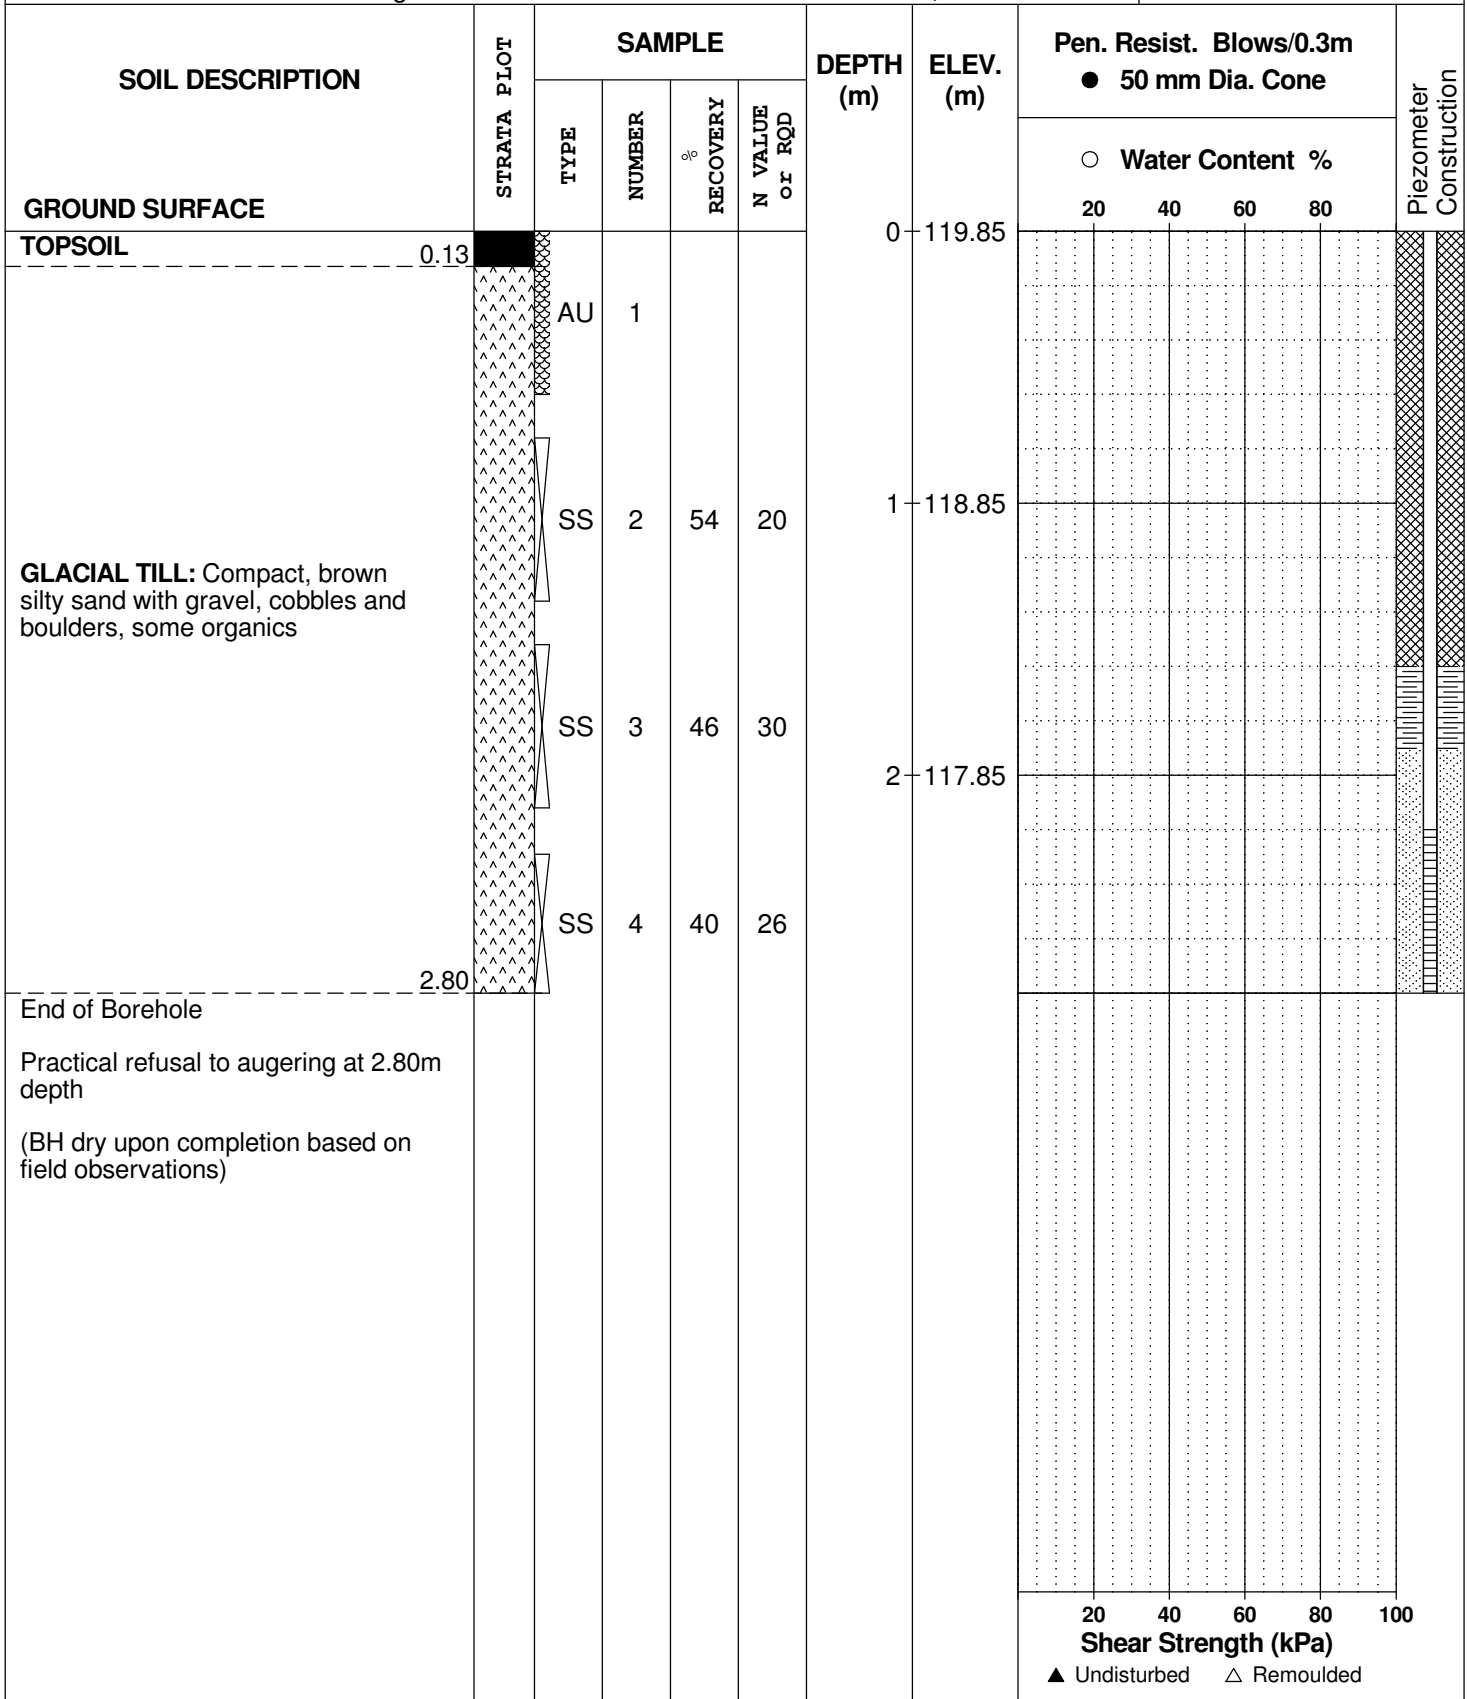 SOIL DESCRIPTION
GROUND SURFACE
STRATA PLOT
SAMPLE
TYPE
NUMBER
%
RECOVERY
N VALUE
or RQD
DEPTH
(m)
ELEV.
(m)
Pen. Resist. Blows/0.3m
● 50 mm Dia. Cone
○ Water Content %
20 40 60 80
Piezometer
Construction
TOPSOIL 0.13
0 119.85
AU 1
1 118.85
SS 2 54 20
GLACIAL TILL: Compact, brown
silty sand with gravel, cobbles and
boulders, some organics
SS 3 46 30
2 117.85
SS 4 40 26
2.80
End of Borehole
Practical refusal to augering at 2.80m
depth
(BH dry upon completion based on
field observations)
20 40 60 80 100
Shear Strength (kPa)
▲ Undisturbed △ Remoulded